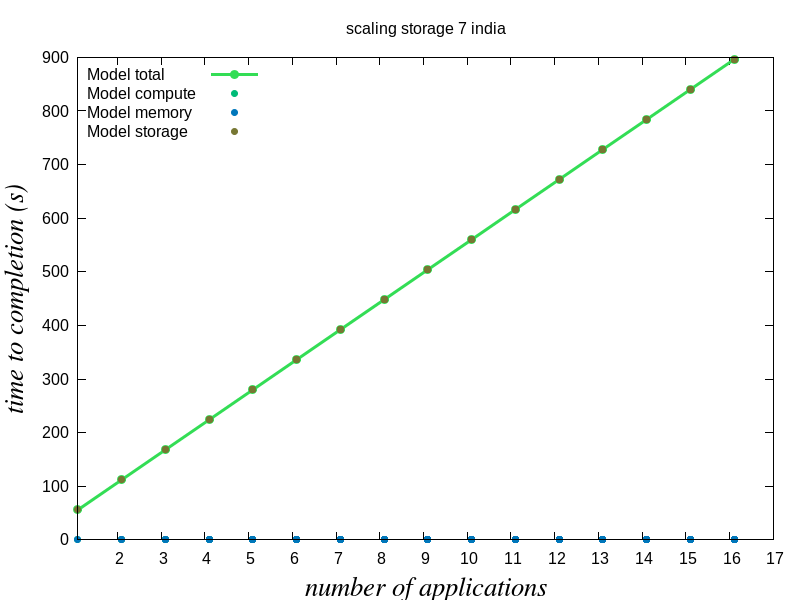 scaling storage 7 india
900
800
700
600
500
400
300
200
100
0
Model total
Model compute
Model memory
Model storage
time to completion (s)
2 3 4 5 6 7 8 9 10 11 12 13 14 15 16 17
number of applications